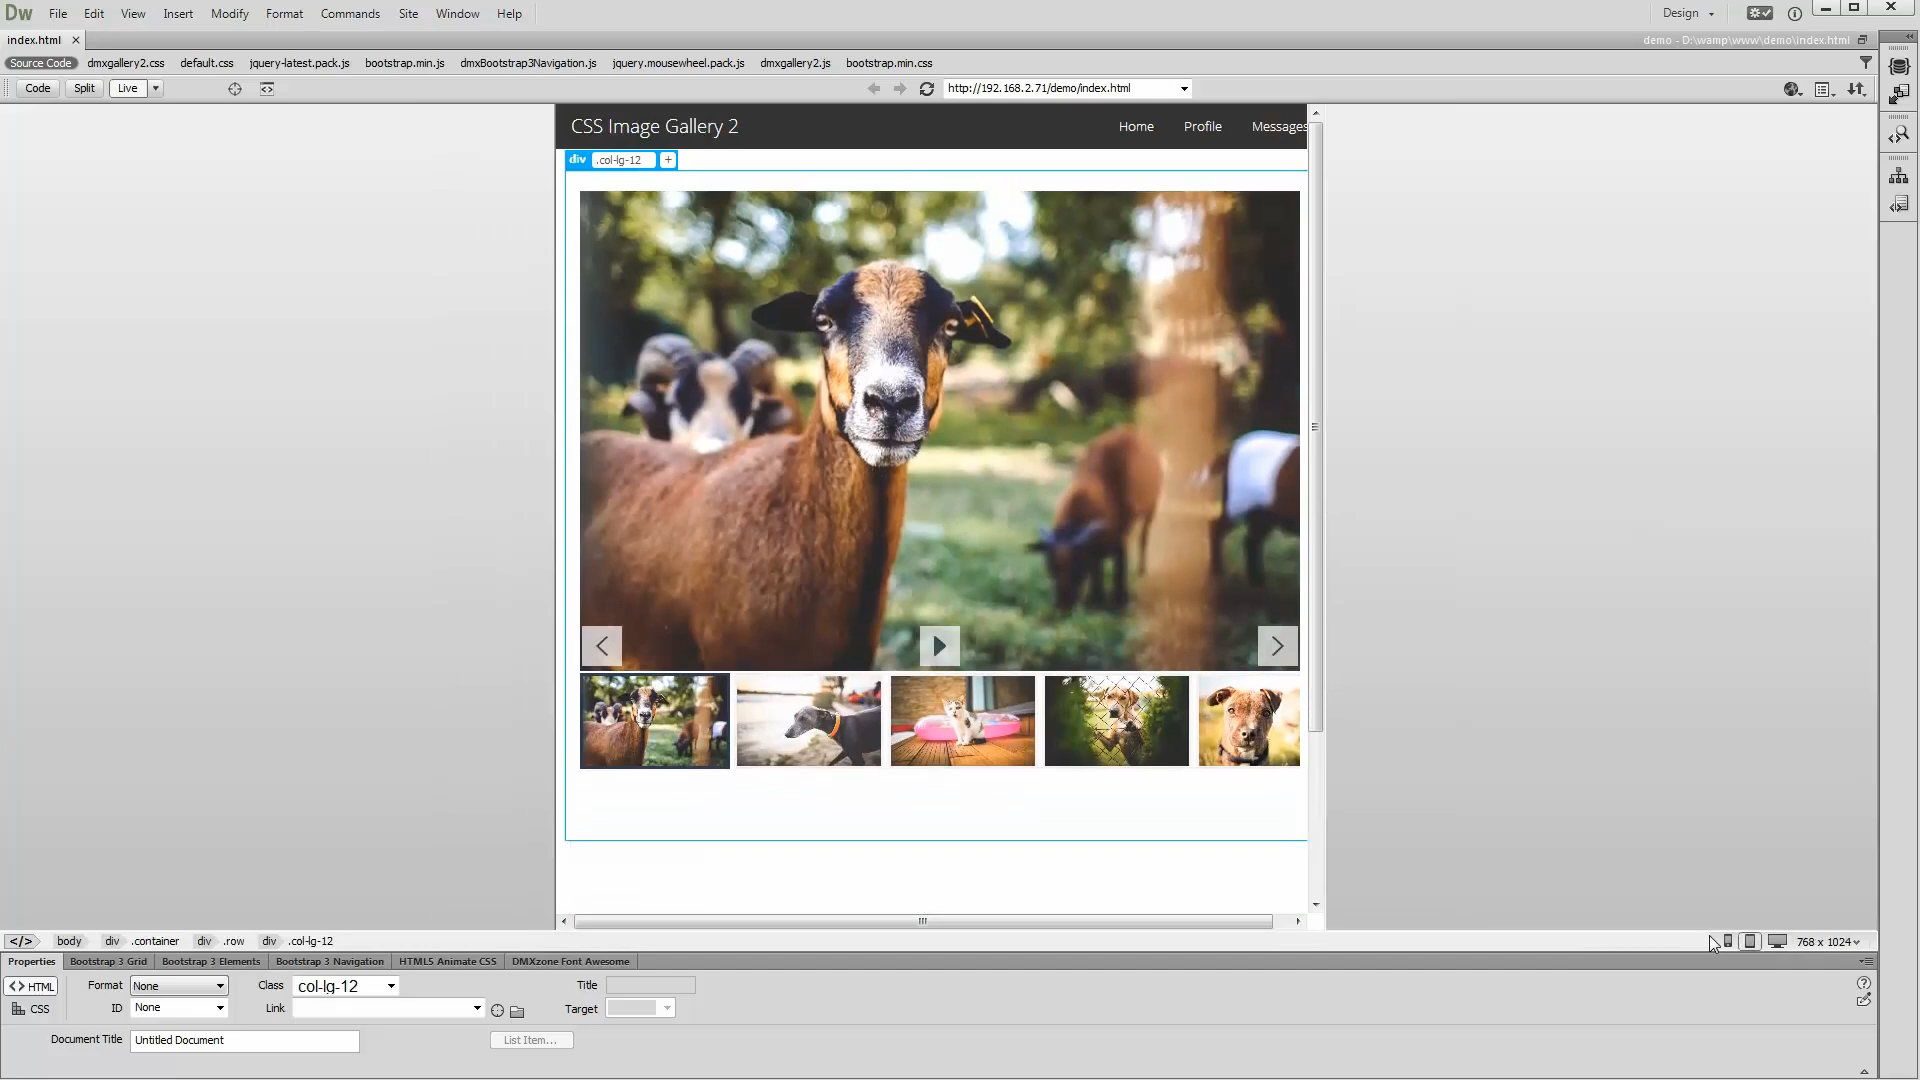 Dw File Edit View Insert Modify Format Commands Site Window Help Design
index.html demo - D:\wamp\www\demo\index.html
Source Code dmxgallery2.css default.css jquery-latest.pack.js bootstrap.min.js dmxBootstrap3Navigation.js jquery.mousewheel.pack.js dmxgallery2.js bootstrap.min.css
Code Split Live http://192.168.2.71/demo/index.html
CSS Image Gallery 2 Home Profile Messages
div .col-lg-12 +
</> body div .container div .row div .col-lg-12 768 x 1024
Properties Bootstrap 3 Grid Bootstrap 3 Elements Bootstrap 3 Navigation HTML5 Animate CSS DMXzone Font Awesome
<> HTML Format None Class col-lg-12 Title
CSS ID None Link Target
Document Title Untitled Document List Item...